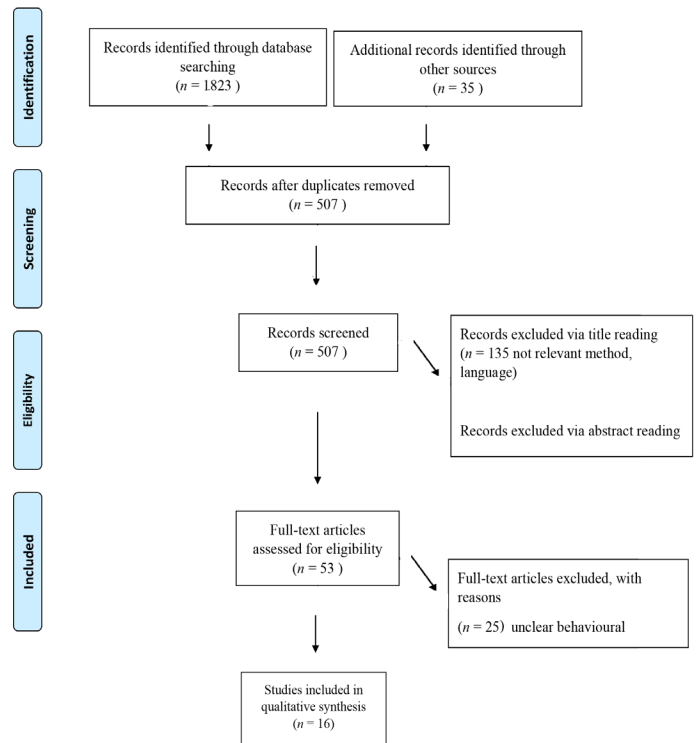 Identification
Records identified through database
searching
(n = 1823 )
Additional records identified through
other sources
(n = 35 )
Screening
Records after duplicates removed
(n = 507 )
Records screened
(n = 507 )
Records excluded via title reading
(n = 135 not relevant method,
language)
Records excluded via abstract reading
Eligibility
Full-text articles
assessed for eligibility
(n = 53 )
Full-text articles excluded, with
reasons
(n = 25) unclear behavioural
Included
Studies included in
qualitative synthesis
(n = 16)